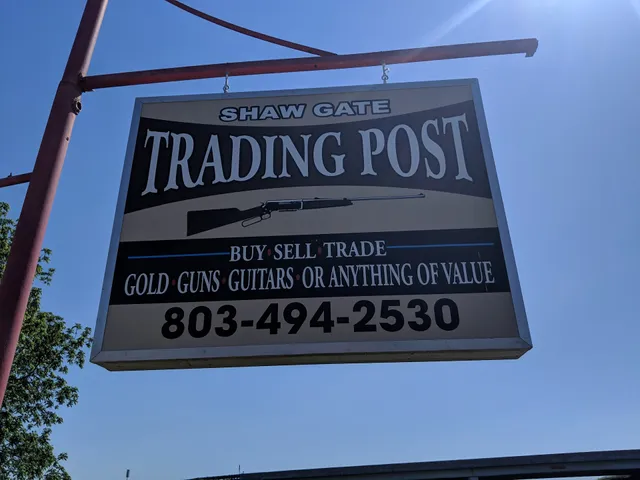 SHAW GATE
TRADING POST
BUY SELL TRADE
GOLD GUNS GUITARS OR ANYTHING OF VALUE
803-494-2530